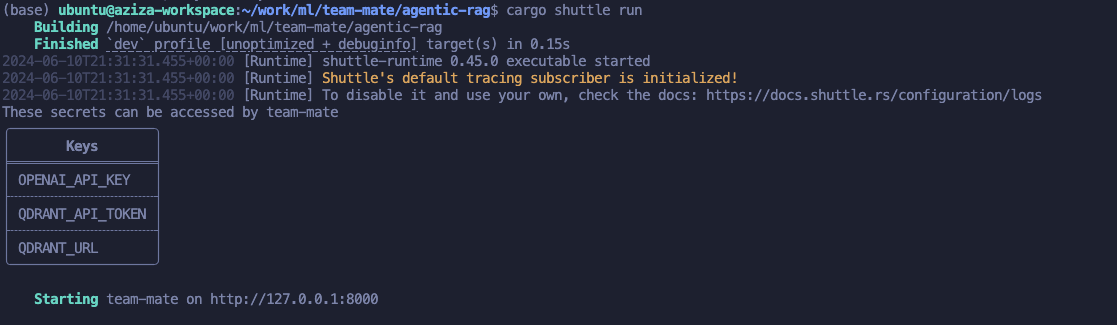 (base) ubuntu@aziza-workspace:~/work/ml/team-mate/agentic-rag$ cargo shuttle run
Building /home/ubuntu/work/ml/team-mate/agentic-rag
Finished `dev` profile [unoptimized + debuginfo] target(s) in 0.15s
2024-06-10T21:31:31.455+00:00 [Runtime] shuttle-runtime 0.45.0 executable started
2024-06-10T21:31:31.455+00:00 [Runtime] Shuttle's default tracing subscriber is initialized!
2024-06-10T21:31:31.455+00:00 [Runtime] To disable it and use your own, check the docs: https://docs.shuttle.rs/configuration/logs
These secrets can be accessed by team-mate
Keys
OPENAI_API_KEY
QDRANT_API_TOKEN
QDRANT_URL
Starting team-mate on http://127.0.0.1:8000